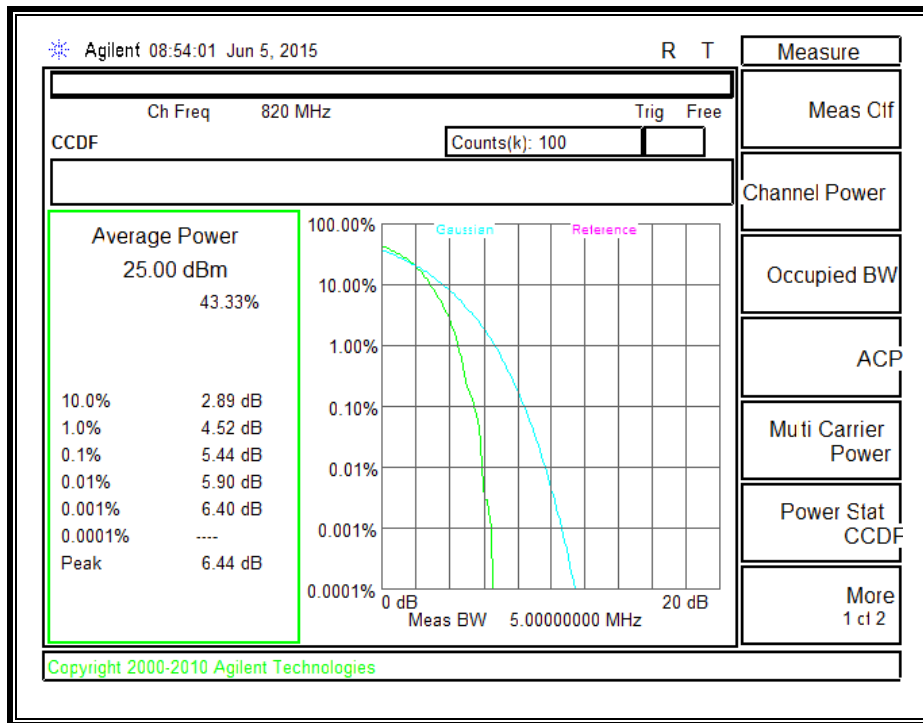 Agilent 08:54:01 Jun 5, 2015 R T
Ch Freq 820 MHz Trig Free
CCDF Counts(k): 100
Average Power
25.00 dBm
43.33%
10.0% 2.89 dB
1.0% 4.52 dB
0.1% 5.44 dB
0.01% 5.90 dB
0.001% 6.40 dB
0.0001% ----
Peak 6.44 dB
Gaussian Reference
100.00%
10.00%
1.00%
0.10%
0.01%
0.001%
0.0001%
0 dB 20 dB
Meas BW 5.00000000 MHz
Measure
Meas Off
Channel Power
Occupied BW
ACP
Multi Carrier
Power
Power Stat
CCDF
More
1 of 2
Copyright 2000-2010 Agilent Technologies